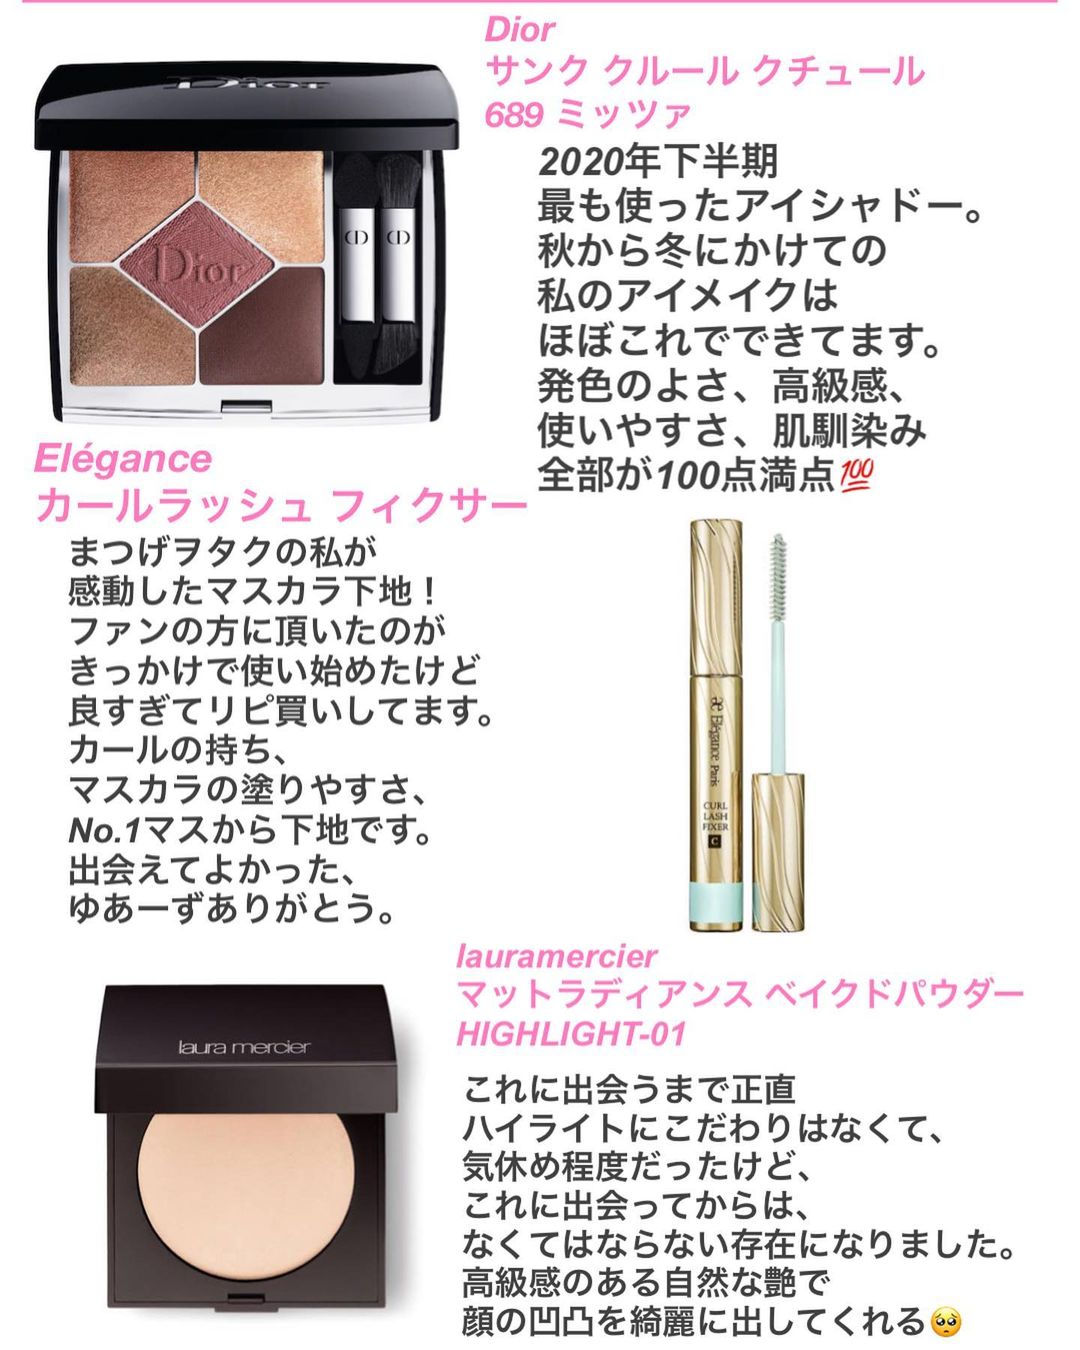 Dior
サンク クルール クチュール
689 ミッツァ
Dior
Dior
CD
CD
2020年下半期
最も使ったアイシャドー。
秋から冬にかけての
私のアイメイクは
ほぼこれでできてます。
発色のよさ、高級感、
使いやすさ、肌馴染み
全部が100点満点💯
Elégance
カールラッシュ フィクサー
まつげヲタクの私が
感動したマスカラ下地！
ファンの方に頂いたのが
きっかけで使い始めたけど
良すぎてリピ買いしてます。
カールの持ち、
マスカラの塗りやすさ、
No.1マスから下地です。
出会えてよかった、
ゆあーずありがとう。
æ Elégance Paris
CURL
LASH
FIXER
C
lauramercier
マットラディアンス ベイクドパウダー
HIGHLIGHT-01
laura mercier
これに出会うまで正直
ハイライトにこだわりはなくて、
気休め程度だったけど、
これに出会ってからは、
なくてはならない存在になりました。
高級感のある自然な艶で
顔の凹凸を綺麗に出してくれる🥺